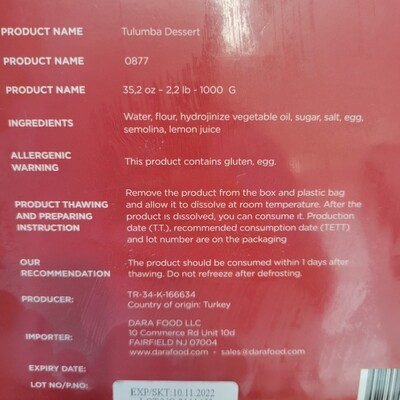 PRODUCT NAME Tulumba Dessert
PRODUCT NAME 0877
PRODUCT NAME 35,2 oz – 2,2 lb - 1000 G
INGREDIENTS Water, flour, hydrojinize vegetable oil, sugar, salt, egg,
semolina, lemon juice
ALLERGENIC
WARNING This product contains gluten, egg.
PRODUCT THAWING
AND PREPARING
INSTRUCTION
Remove the product from the box and plastic bag
and allow it to dissolve at room temperature. After the
product is dissolved, you can consume it. Production
date (T.T.), recommended consumption date (TETT)
and lot number are on the packaging
OUR
RECOMMENDATION
The product should be consumed within 1 days after
thawing. Do not refreeze after defrosting.
PRODUCER: TR-34-K-166634
Country of origin: Turkey
IMPORTER:
DARA FOOD LLC
10 Commerce Rd Unit 10d
FAIRFIELD NJ 07004
www.darafood.com - sales@darafood.com
EXPIRY DATE:
LOT NO/P.NO:
EXP/SKT:10.11.2022